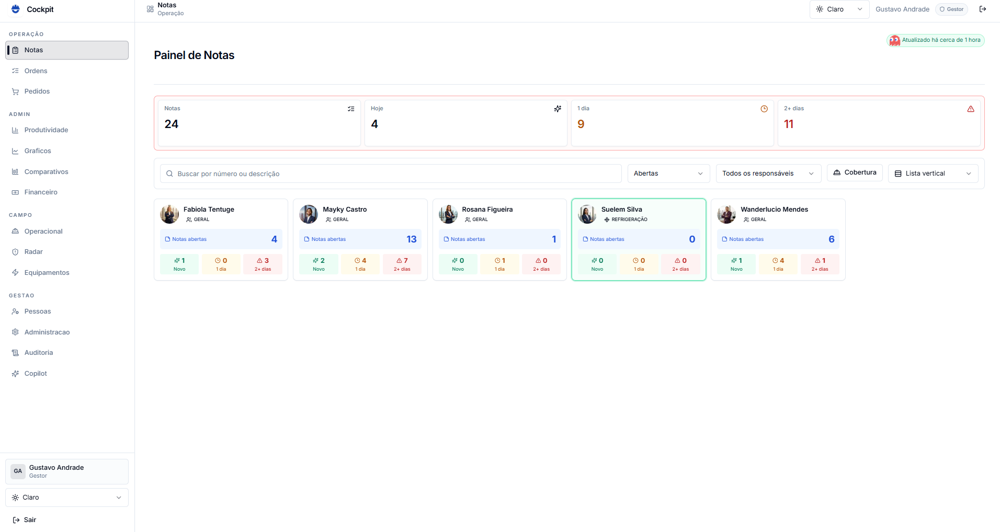 Cockpit
OPERAÇÃO
Notas
Ordens
Pedidos
ADMIN
Produtividade
Graficos
Comparativos
Financeiro
CAMPO
Operacional
Radar
Equipamentos
GESTAO
Pessoas
Administracao
Auditoria
Copilot
GA
Gustavo Andrade
Gestor
Claro
Sair
Notas
Operação
Claro
Gustavo Andrade
Gestor
Atualizado há cerca de 1 hora
Painel de Notas
Notas
24
Hoje
4
1 dia
9
2+ dias
11
Buscar por número ou descrição
Abertas
Todos os responsáveis
Cobertura
Lista vertical
Fabiola Tentuge
GERAL
Notas abertas 4
1 Novo
0 1 dia
3 2+ dias
Mayky Castro
GERAL
Notas abertas 13
2 Novo
4 1 dia
7 2+ dias
Rosana Figueira
GERAL
Notas abertas 1
0 Novo
1 1 dia
0 2+ dias
Suelem Silva
REFRIGERAÇÃO
Notas abertas 0
0 Novo
0 1 dia
0 2+ dias
Wanderlucio Mendes
GERAL
Notas abertas 6
1 Novo
4 1 dia
1 2+ dias